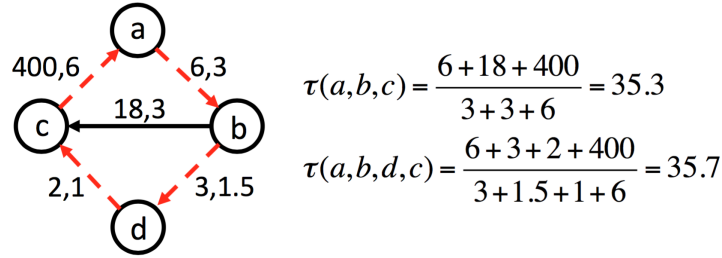 a
400,6 6,3
c 18,3 b
2,1 3,1.5
d
τ(a,b,c) = (6+18+400)/(3+3+6) = 35.3
τ(a,b,d,c) = (6+3+2+400)/(3+1.5+1+6) = 35.7